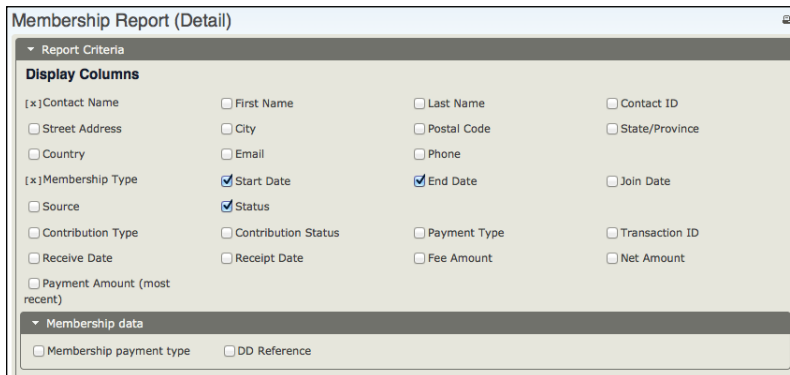 Membership Report (Detail)
Report Criteria
Display Columns
[x]Contact Name First Name Last Name Contact ID
Street Address City Postal Code State/Province
Country Email Phone
[x]Membership Type Start Date End Date Join Date
Source Status
Contribution Type Contribution Status Payment Type Transaction ID
Receive Date Receipt Date Fee Amount Net Amount
Payment Amount (most
recent)
Membership data
Membership payment type DD Reference